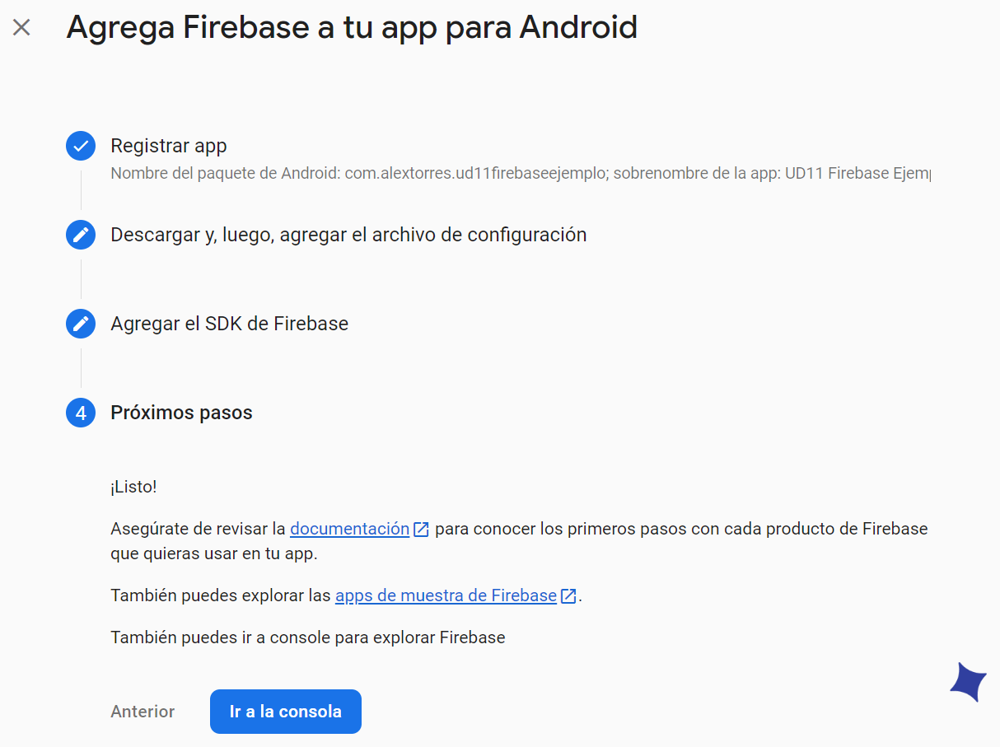 Agrega Firebase a tu app para Android
Registrar app
Nombre del paquete de Android: com.alextorres.ud11firebaseejemplo; sobrenombre de la app: UD11 Firebase
Descargar y, luego, agregar el archivo de configuración
Agregar el SDK de Firebase
4 Próximos pasos
¡Listo!
Asegúrate de revisar la documentación para conocer los primeros pasos con cada producto de Firebase
que quieras usar en tu app.
También puedes explorar las apps de muestra de Firebase.
También puedes ir a console para explorar Firebase
Anterior Ir a la consola